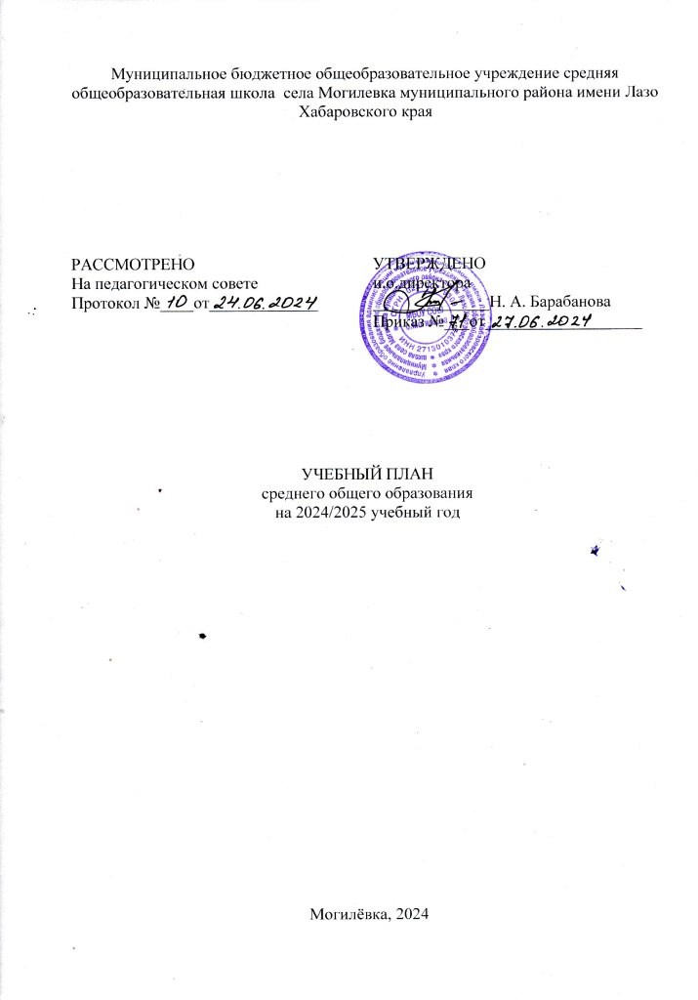 Муниципальное бюджетное общеобразовательное учреждение средняя
общеобразовательная школа села Могилевка муниципального района имени Лазо
Хабаровского края
РАССМОТРЕНО
На педагогическом совете
Протокол № 10 от 24.06.2024
УТВЕРЖДЕНО
и.о.директора
Н. А. Барабанова
Приказ № 71 от 27.06.2024
УЧЕБНЫЙ ПЛАН
среднего общего образования
на 2024/2025 учебный год
Могилёвка, 2024